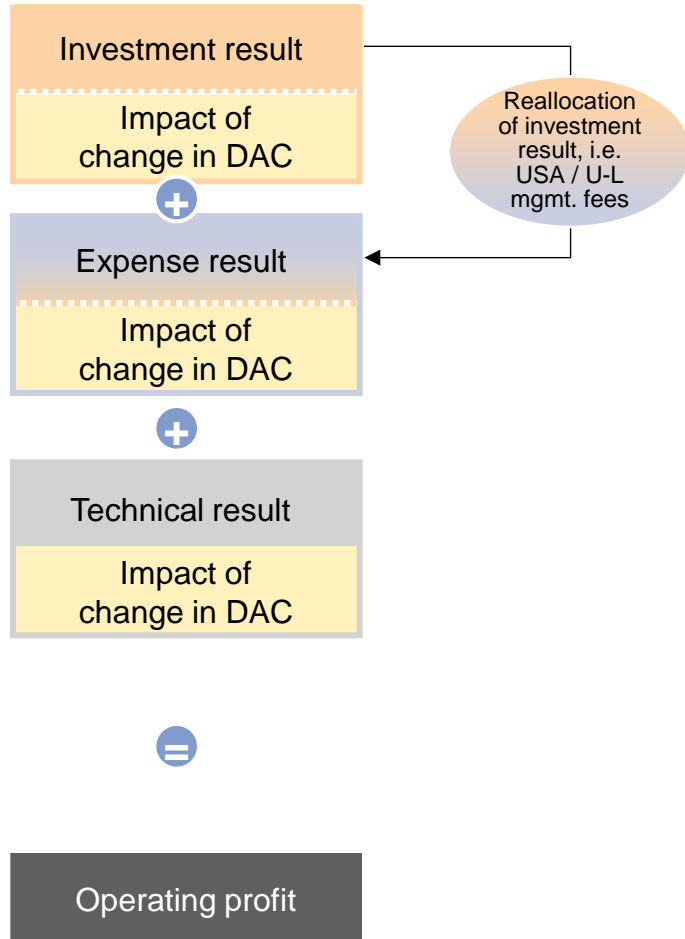 Investment result
Impact of
change in DAC
Reallocation
of investment
result, i.e.
USA / U-L
mgmt. fees
+
Expense result
Impact of
change in DAC
+
Technical result
Impact of
change in DAC
=
Operating profit